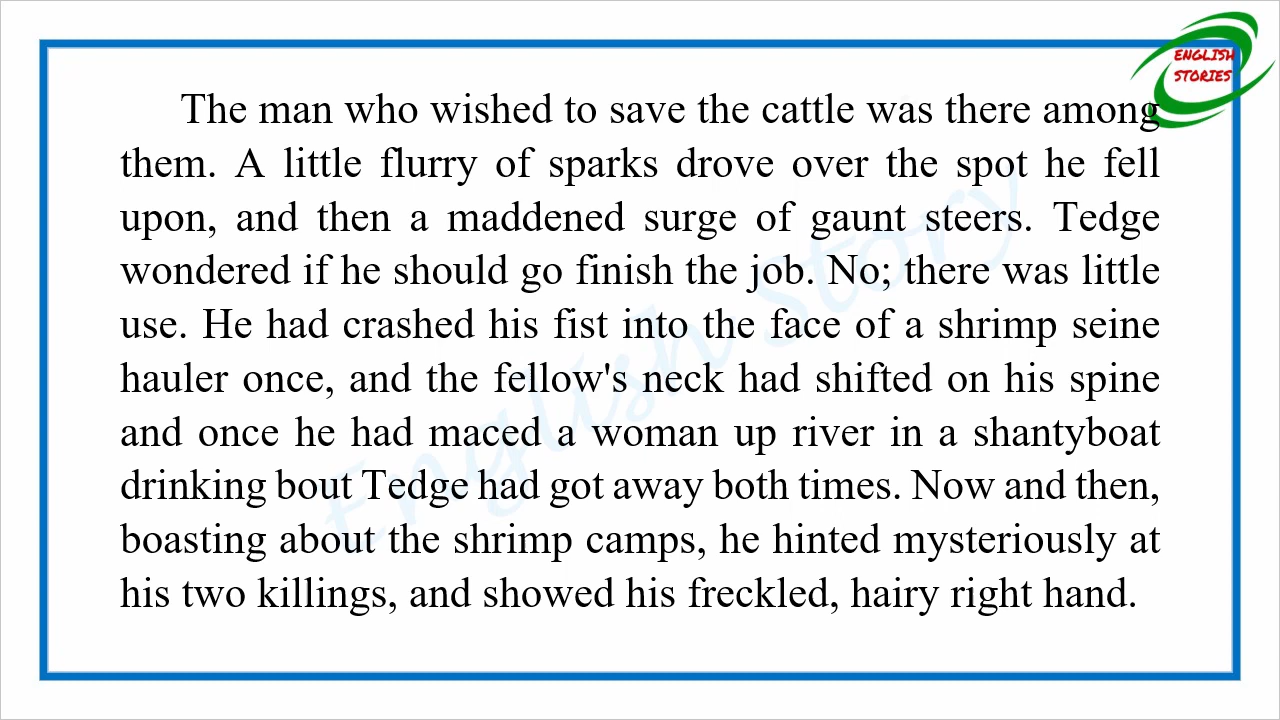 ENGLISH
STORIES
The man who wished to save the cattle was there among
them. A little flurry of sparks drove over the spot he fell
upon, and then a maddened surge of gaunt steers. Tedge
wondered if he should go finish the job. No; there was little
use. He had crashed his fist into the face of a shrimp seine
hauler once, and the fellow's neck had shifted on his spine
and once he had maced a woman up river in a shantyboat
drinking bout Tedge had got away both times. Now and then,
boasting about the shrimp camps, he hinted mysteriously at
his two killings, and showed his freckled, hairy right hand.
English Story